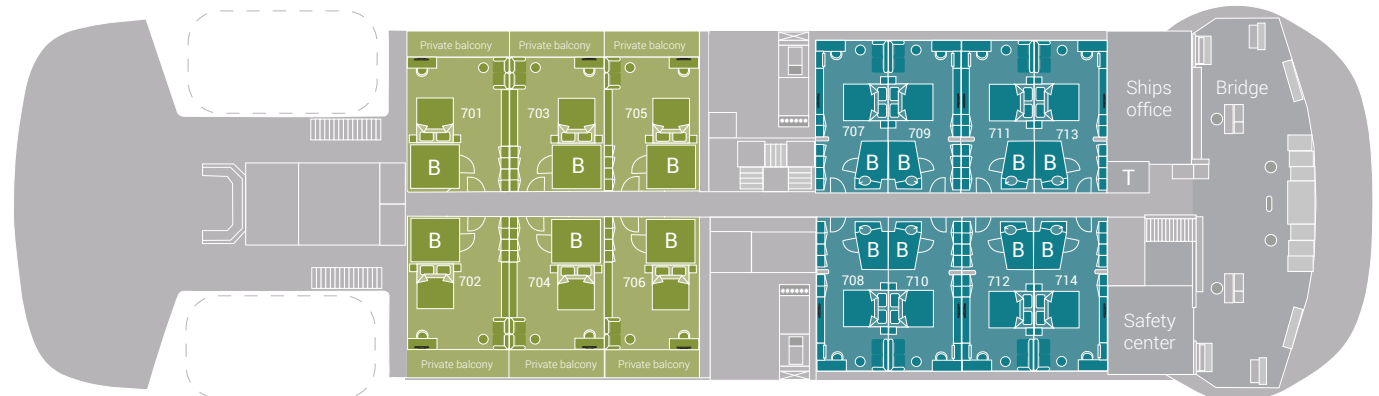 Private balcony
Private balcony
Private balcony
701
703
705
707
709
711
713
Ships
office
Bridge
B
B
B
B
B
B
B
T
B
B
B
B
B
B
B
702
704
706
708
710
712
714
Safety
center
Private balcony
Private balcony
Private balcony